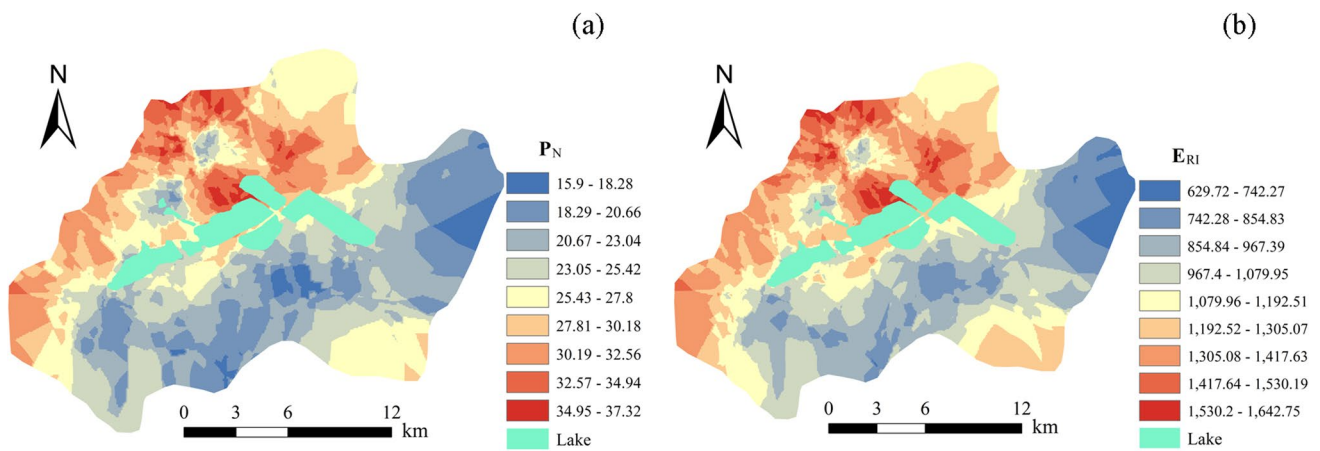 (a)
N
P_N
15.9 - 18.28
18.29 - 20.66
20.67 - 23.04
23.05 - 25.42
25.43 - 27.8
27.81 - 30.18
30.19 - 32.56
32.57 - 34.94
34.95 - 37.32
Lake
0 3 6 12
km
(b)
N
E_RI
629.72 - 742.27
742.28 - 854.83
854.84 - 967.39
967.4 - 1,079.95
1,079.96 - 1,192.51
1,192.52 - 1,305.07
1,305.08 - 1,417.63
1,417.64 - 1,530.19
1,530.2 - 1,642.75
Lake
0 3 6 12
km